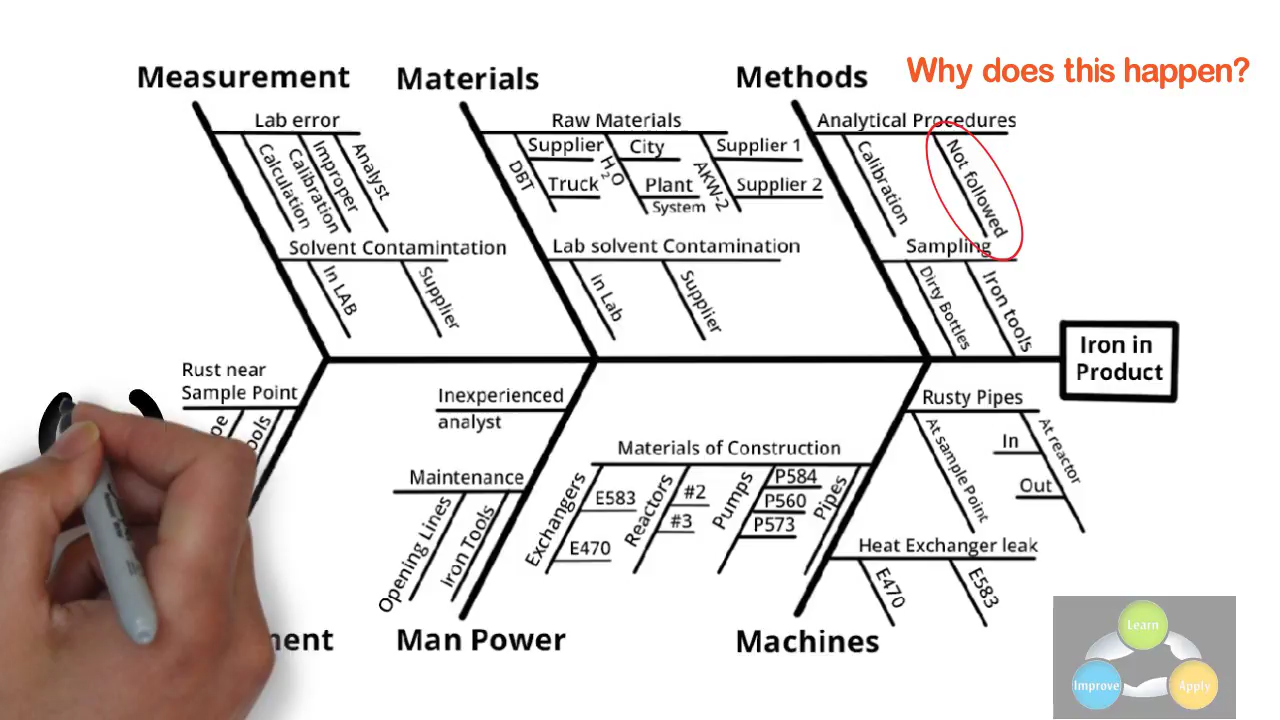 Why does this happen?
Measurement
Materials
Methods
Lab error
Calculation
Improper
Calibration
Analyst
Solvent Contamintation
In LAB
Supplier
Raw Materials
DBT
Supplier
Truck
H2O
City
Plant
System
AKW-2
Supplier 1
Supplier 2
Lab solvent Contamination
In Lab
Supplier
Analytical Procedures
Calibration
Not followed
Sampling
Dirty Bottles
Iron tools
Iron in
Product
Rust near
Sample Point
Inexperienced
analyst
Maintenance
Opening Lines
Iron Tools
Materials of Construction
Exchangers
E583
E470
Reactors
#2
#3
Pumps
P584
P560
P573
Pipes
Rusty Pipes
At sample Point
At reactor
In
Out
Heat Exchanger leak
E470
E583
Man Power
Machines
Learn
Improve
Apply